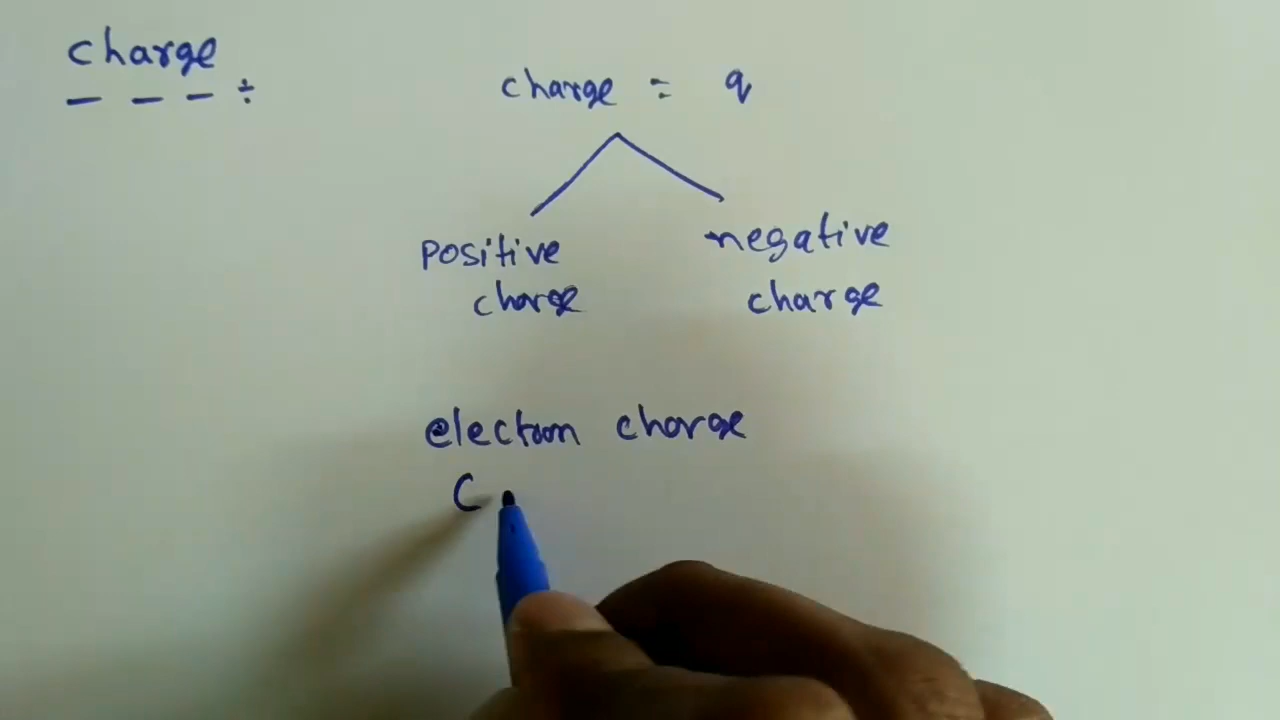 charge
— — — ÷
charge = q
positive negative
charge charge
electron charge
C